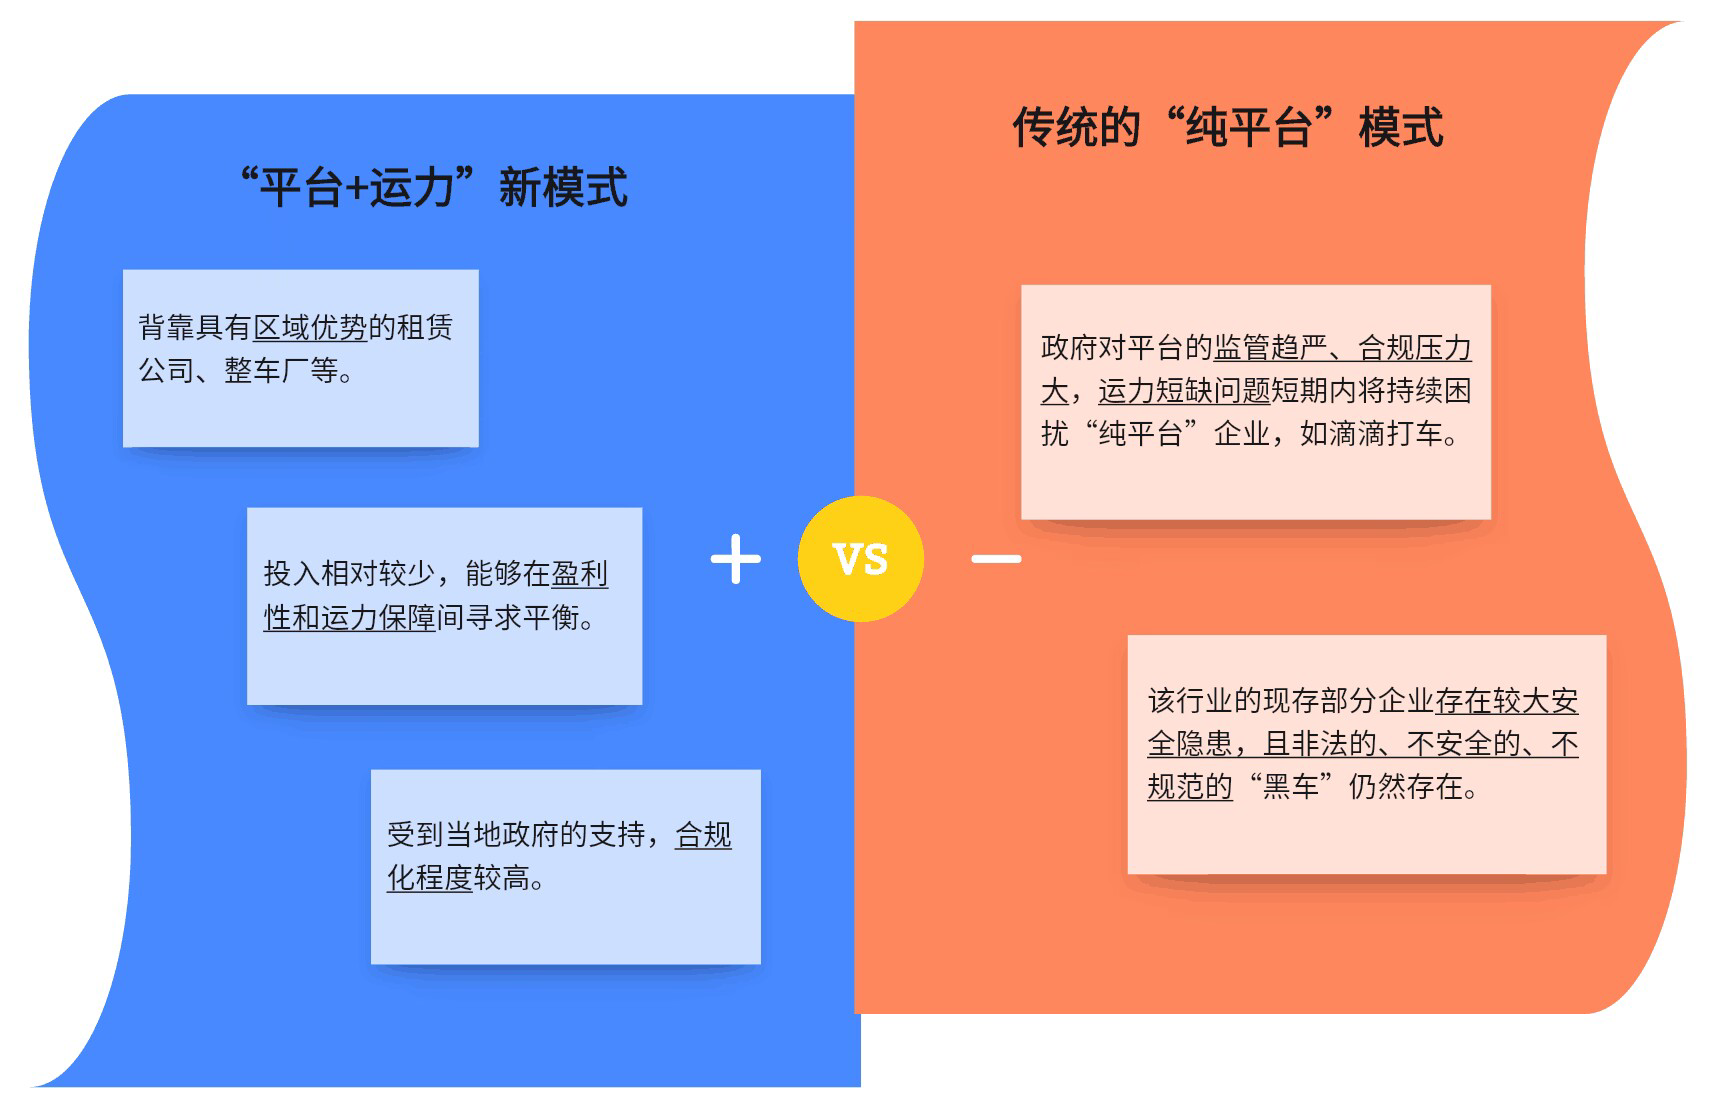 “平台+运力”新模式
背靠具有区域优势的租赁
公司、整车厂等。
投入相对较少，能够在盈利
性和运力保障间寻求平衡。
受到当地政府的支持，合规
化程度较高。
+
VS
−
传统的“纯平台”模式
政府对平台的监管趋严、合规压力
大，运力短缺问题短期内将持续困
扰“纯平台”企业，如滴滴打车。
该行业的现存部分企业存在较大安
全隐患，且非法的、不安全的、不
规范的“黑车”仍然存在。